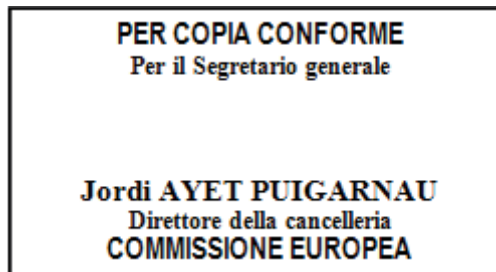 PER COPIA CONFORME
Per il Segretario generale
Jordi AYET PUIGARNAU
Direttore della cancelleria
COMMISSIONE EUROPEA